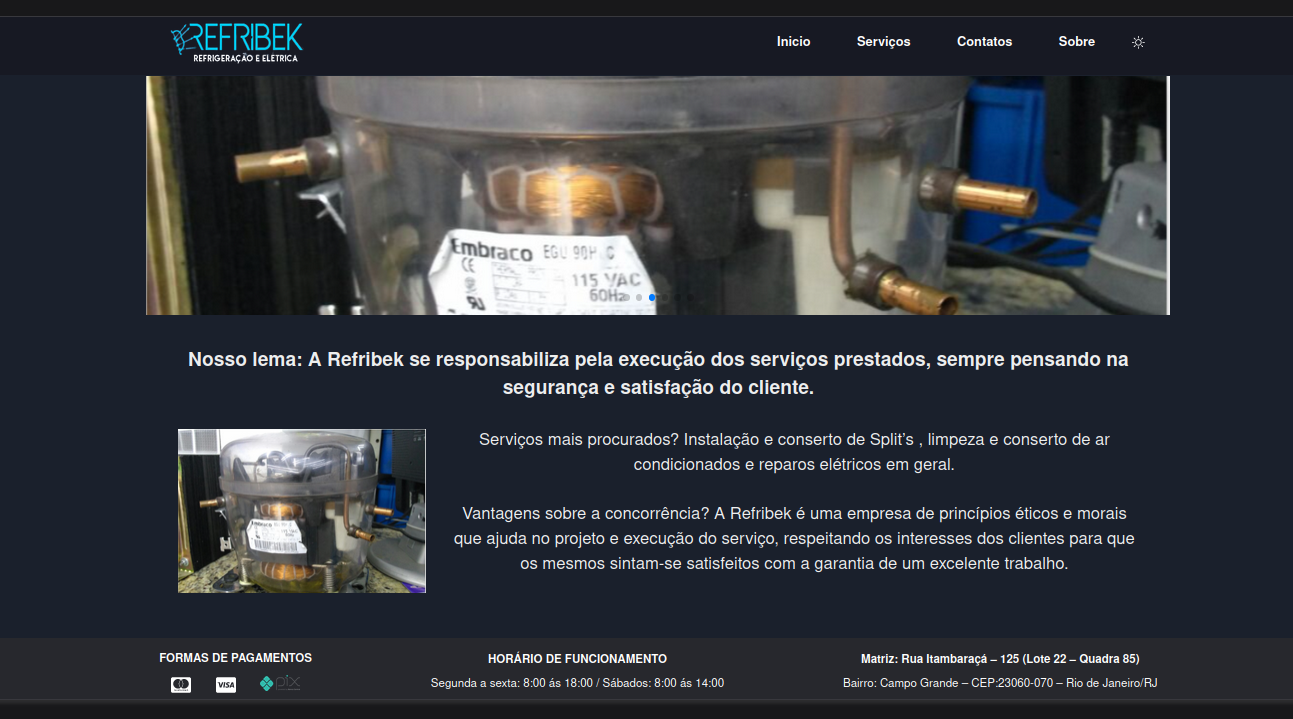 REFRIBEK
REFRIGERAÇÃO E ELÉTRICA
Inicio Serviços Contatos Sobre
Embraco EGU 90H C
CE
115 VAC
60Hz
Nosso lema: A Refribek se responsabiliza pela execução dos serviços prestados, sempre pensando na
segurança e satisfação do cliente.
Embraco
Serviços mais procurados? Instalação e conserto de Split's , limpeza e conserto de ar
condicionados e reparos elétricos em geral.
Vantagens sobre a concorrência? A Refribek é uma empresa de princípios éticos e morais
que ajuda no projeto e execução do serviço, respeitando os interesses dos clientes para que
os mesmos sintam-se satisfeitos com a garantia de um excelente trabalho.
FORMAS DE PAGAMENTOS
VISA pix
HORÁRIO DE FUNCIONAMENTO
Segunda a sexta: 8:00 ás 18:00 / Sábados: 8:00 ás 14:00
Matriz: Rua Itambaraçá – 125 (Lote 22 – Quadra 85)
Bairro: Campo Grande – CEP:23060-070 – Rio de Janeiro/RJ